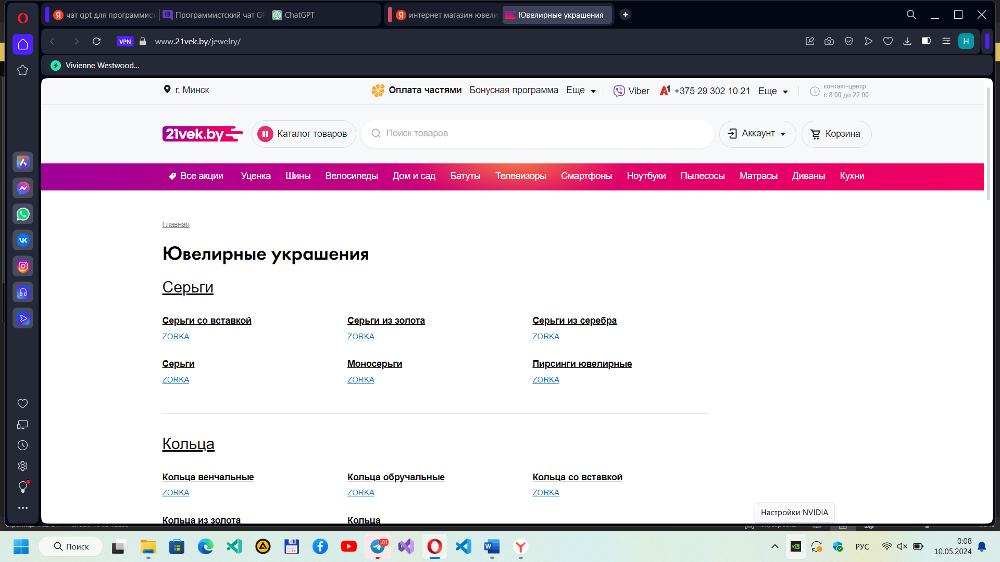 чат gpt для программист
Программистский чат GP
ChatGPT
интернет магазин ювели
Ювелирные украшения
VPN
www.21vek.by/jewelry/
H
Vivienne Westwood...
г. Минск
Оплата частями
Бонусная программа
Еще
Viber
+375 29 302 10 21
Еще
контакт-центр
с 8:00 до 22:00
21vek.by
Каталог товаров
Поиск товаров
Аккаунт
Корзина
Все акции
Уценка
Шины
Велосипеды
Дом и сад
Батуты
Телевизоры
Смартфоны
Ноутбуки
Пылесосы
Матрасы
Диваны
Кухни
Главная
Ювелирные украшения
Серьги
Серьги со вставкой
ZORKA
Серьги из золота
ZORKA
Серьги из серебра
ZORKA
Серьги
ZORKA
Моносерьги
ZORKA
Пирсинги ювелирные
ZORKA
Кольца
Кольца венчальные
ZORKA
Кольца обручальные
ZORKA
Кольца со вставкой
ZORKA
Кольца из золота
Кольца
Настройки NVIDIA
Поиск
РУС
0:08
10.05.2024